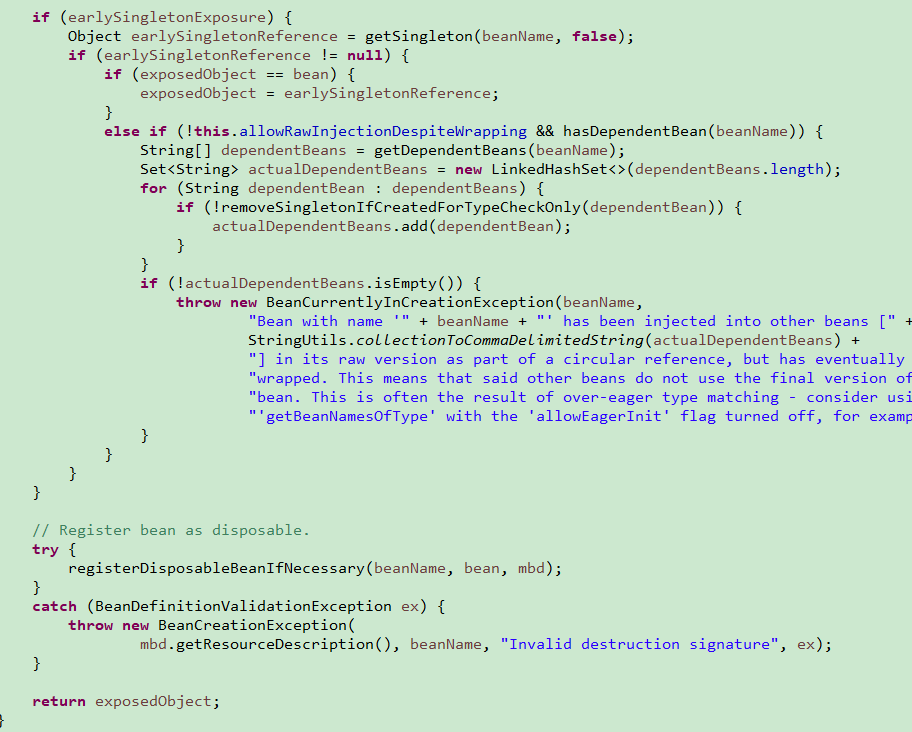 if (earlySingletonExposure) {
Object earlySingletonReference = getSingleton(beanName, false);
if (earlySingletonReference != null) {
if (exposedObject == bean) {
exposedObject = earlySingletonReference;
}
else if (!this.allowRawInjectionDespiteWrapping && hasDependentBean(beanName)) {
String[] dependentBeans = getDependentBeans(beanName);
Set<String> actualDependentBeans = new LinkedHashSet<>(dependentBeans.length);
for (String dependentBean : dependentBeans) {
if (!removeSingletonIfCreatedForTypeCheckOnly(dependentBean)) {
actualDependentBeans.add(dependentBean);
}
}
if (!actualDependentBeans.isEmpty()) {
throw new BeanCurrentlyInCreationException(beanName,
"Bean with name '" + beanName + "' has been injected into other beans [" +
StringUtils.collectionToCommaDelimitedString(actualDependentBeans) +
"] in its raw version as part of a circular reference, but has eventually
"wrapped. This means that said other beans do not use the final version of
"bean. This is often the result of over-eager type matching - consider usi
"'getBeanNamesOfType' with the 'allowEagerInit' flag turned off, for examp
}
}
}
}
// Register bean as disposable.
try {
registerDisposableBeanIfNecessary(beanName, bean, mbd);
}
catch (BeanDefinitionValidationException ex) {
throw new BeanCreationException(
mbd.getResourceDescription(), beanName, "Invalid destruction signature", ex);
}
return exposedObject;
}